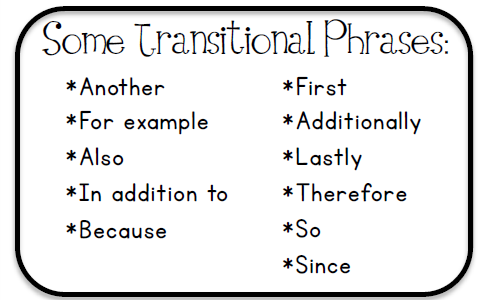 Some Transitional Phrases:
*Another
*For example
*Also
*In addition to
*Because
*First
*Additionally
*Lastly
*Therefore
*So
*Since